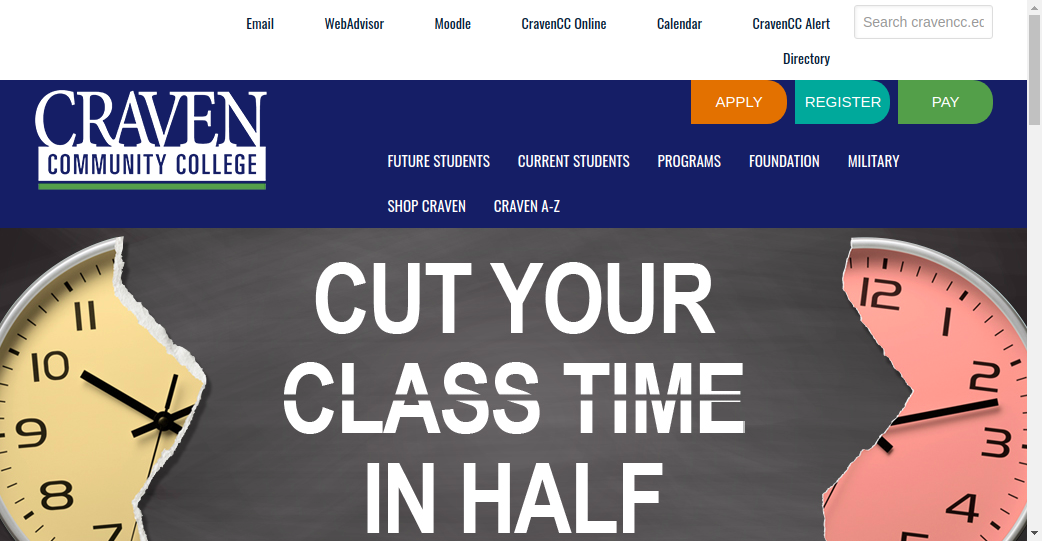 Email WebAdvisor Moodle CravenCC Online Calendar CravenCC Alert Search cravencc.ec
Directory
APPLY REGISTER PAY
CRAVEN
COMMUNITY COLLEGE
FUTURE STUDENTS CURRENT STUDENTS PROGRAMS FOUNDATION MILITARY
SHOP CRAVEN CRAVEN A-Z
CUT YOUR
CLASS TIME
IN HALF
11
10
9
8
7
12
1
2
3
4